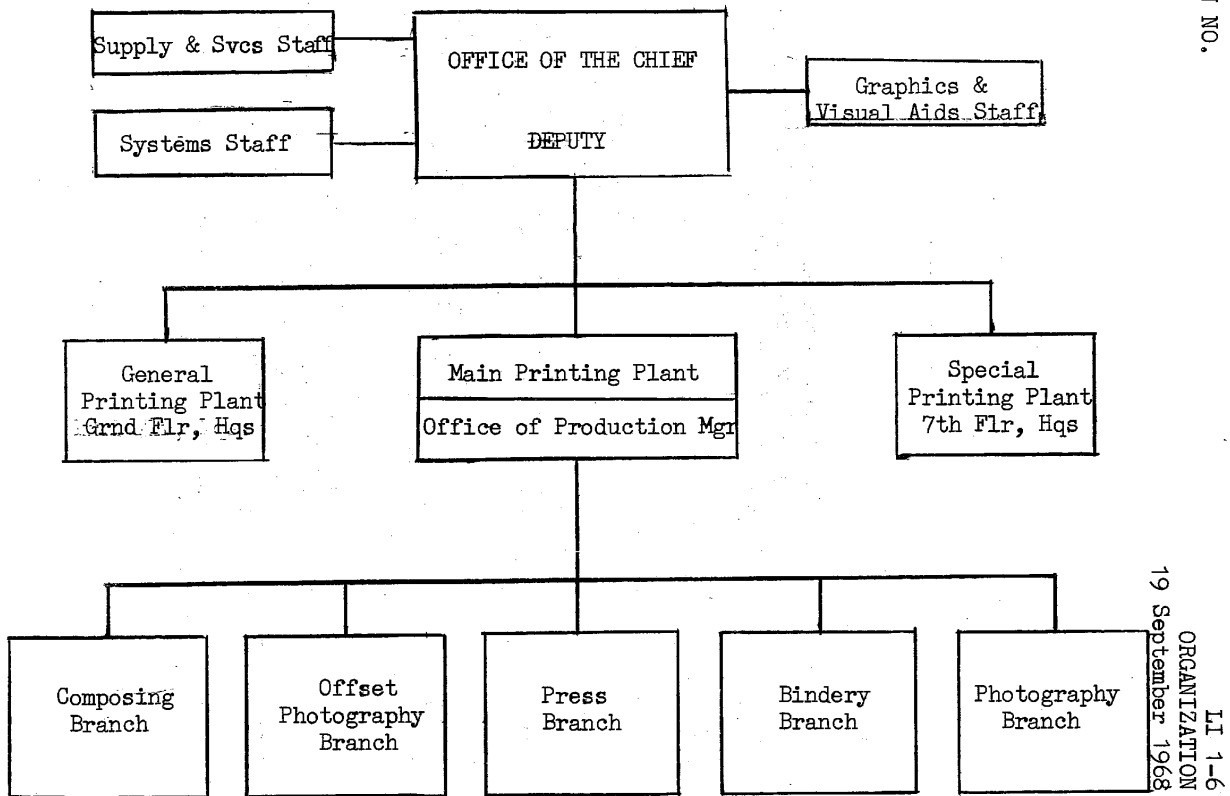 Supply & Svcs Staff
Systems Staff
OFFICE OF THE CHIEF
DEPUTY
Graphics &
Visual Aids Staff
General
Printing Plant
Grnd Flr, Hqs
Main Printing Plant
Office of Production Mgr
Special
Printing Plant
7th Flr, Hqs
Composing
Branch
Offset
Photography
Branch
Press
Branch
Bindery
Branch
Photography
Branch
NO.
LI 1-6
ORGANIZATION
19 September 1968